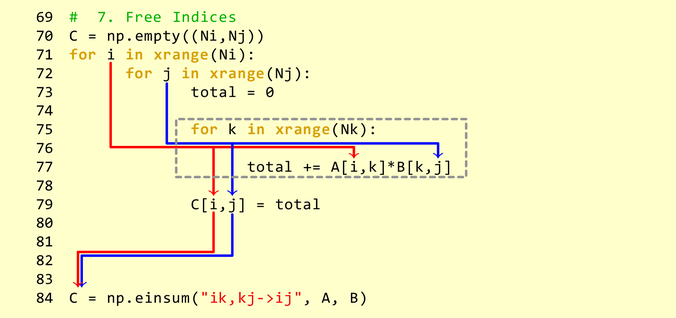 69 #  7. Free Indices
70 C = np.empty((Ni,Nj))
71 for i in xrange(Ni):
72 for j in xrange(Nj):
73 total = 0
74
75 for k in xrange(Nk):
76
77 total += A[i,k]*B[k,j]
78
79 C[i,j] = total
80
81
82
83
84 C = np.einsum("ik,kj->ij", A, B)